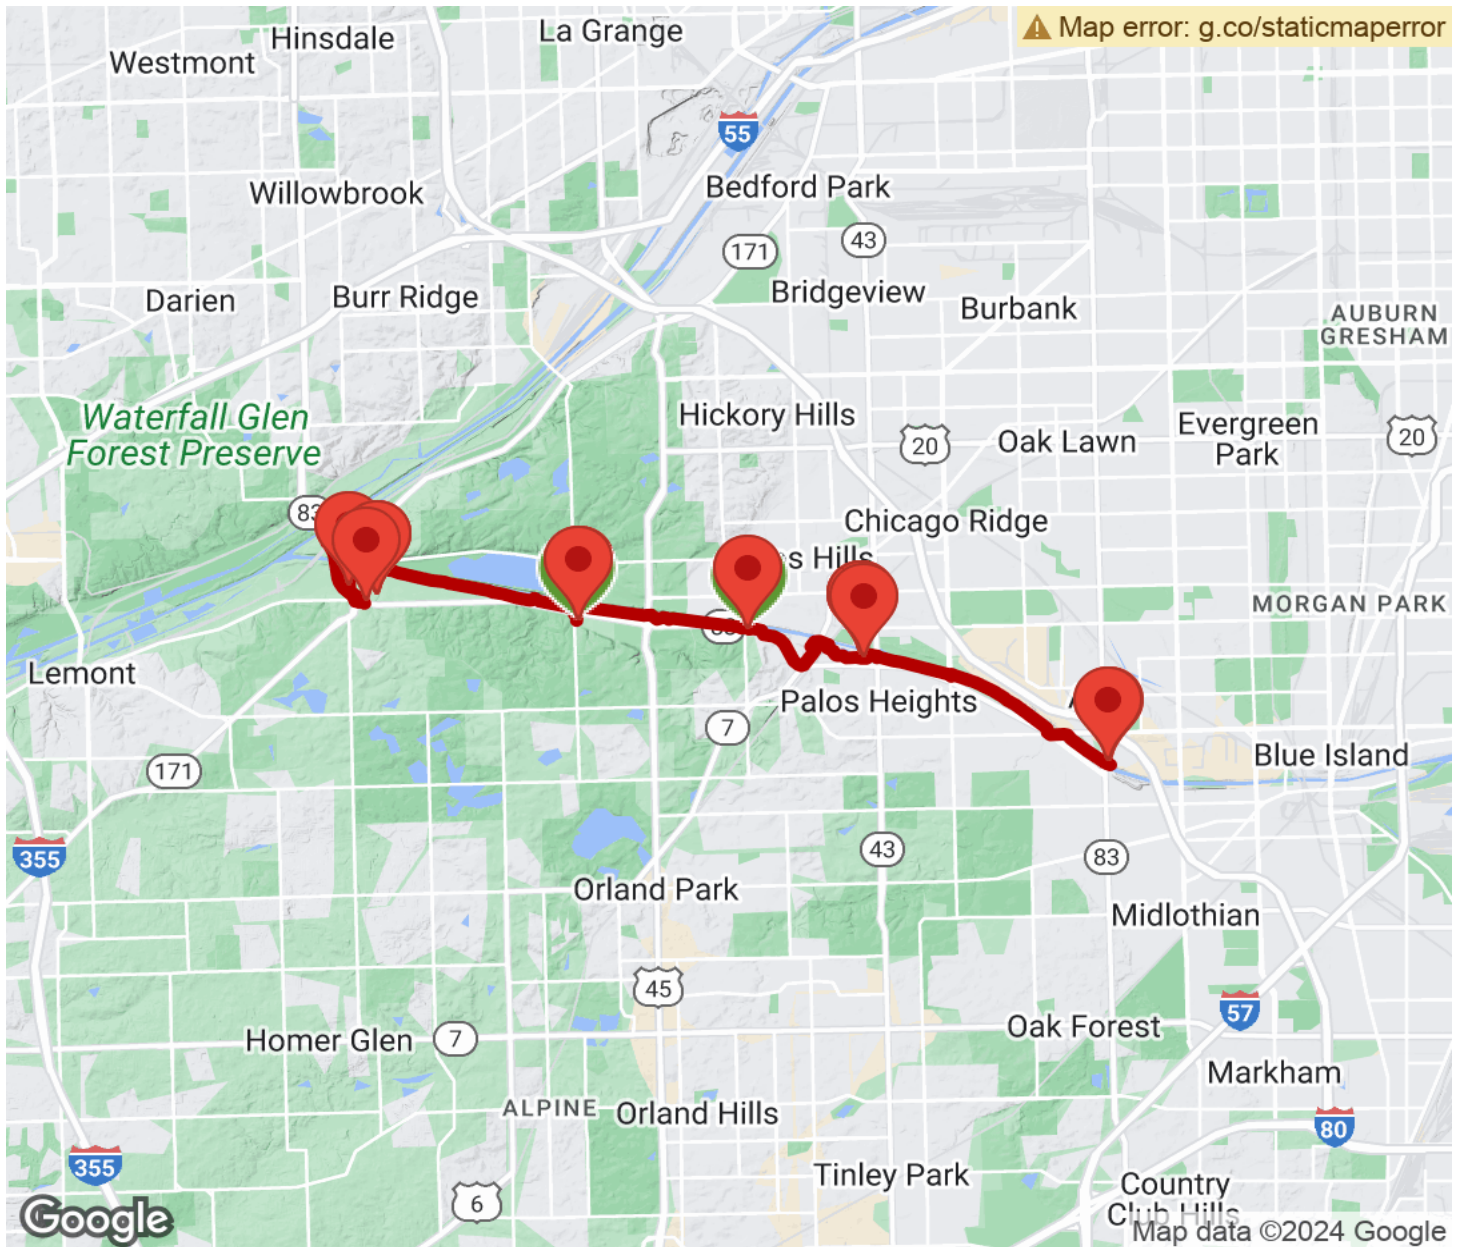 Hinsdale
La Grange
Map error: g.co/staticmaperror
Westmont
55
Willowbrook
Bedford Park
171
43
Darien
Burr Ridge
Bridgeview
Burbank
AUBURN
GRESHAM
Waterfall Glen
Forest Preserve
Hickory Hills
20
Oak Lawn
Evergreen
Park
20
83
Chicago Ridge
s Hills
MORGAN PARK
Lemont
Palos Heights
7
Blue Island
171
355
43
83
Orland Park
Midlothian
45
57
Homer Glen
7
Oak Forest
Markham
ALPINE
Orland Hills
80
355
Tinley Park
6
Country
Club Hills
Google
Map data ©2024 Google